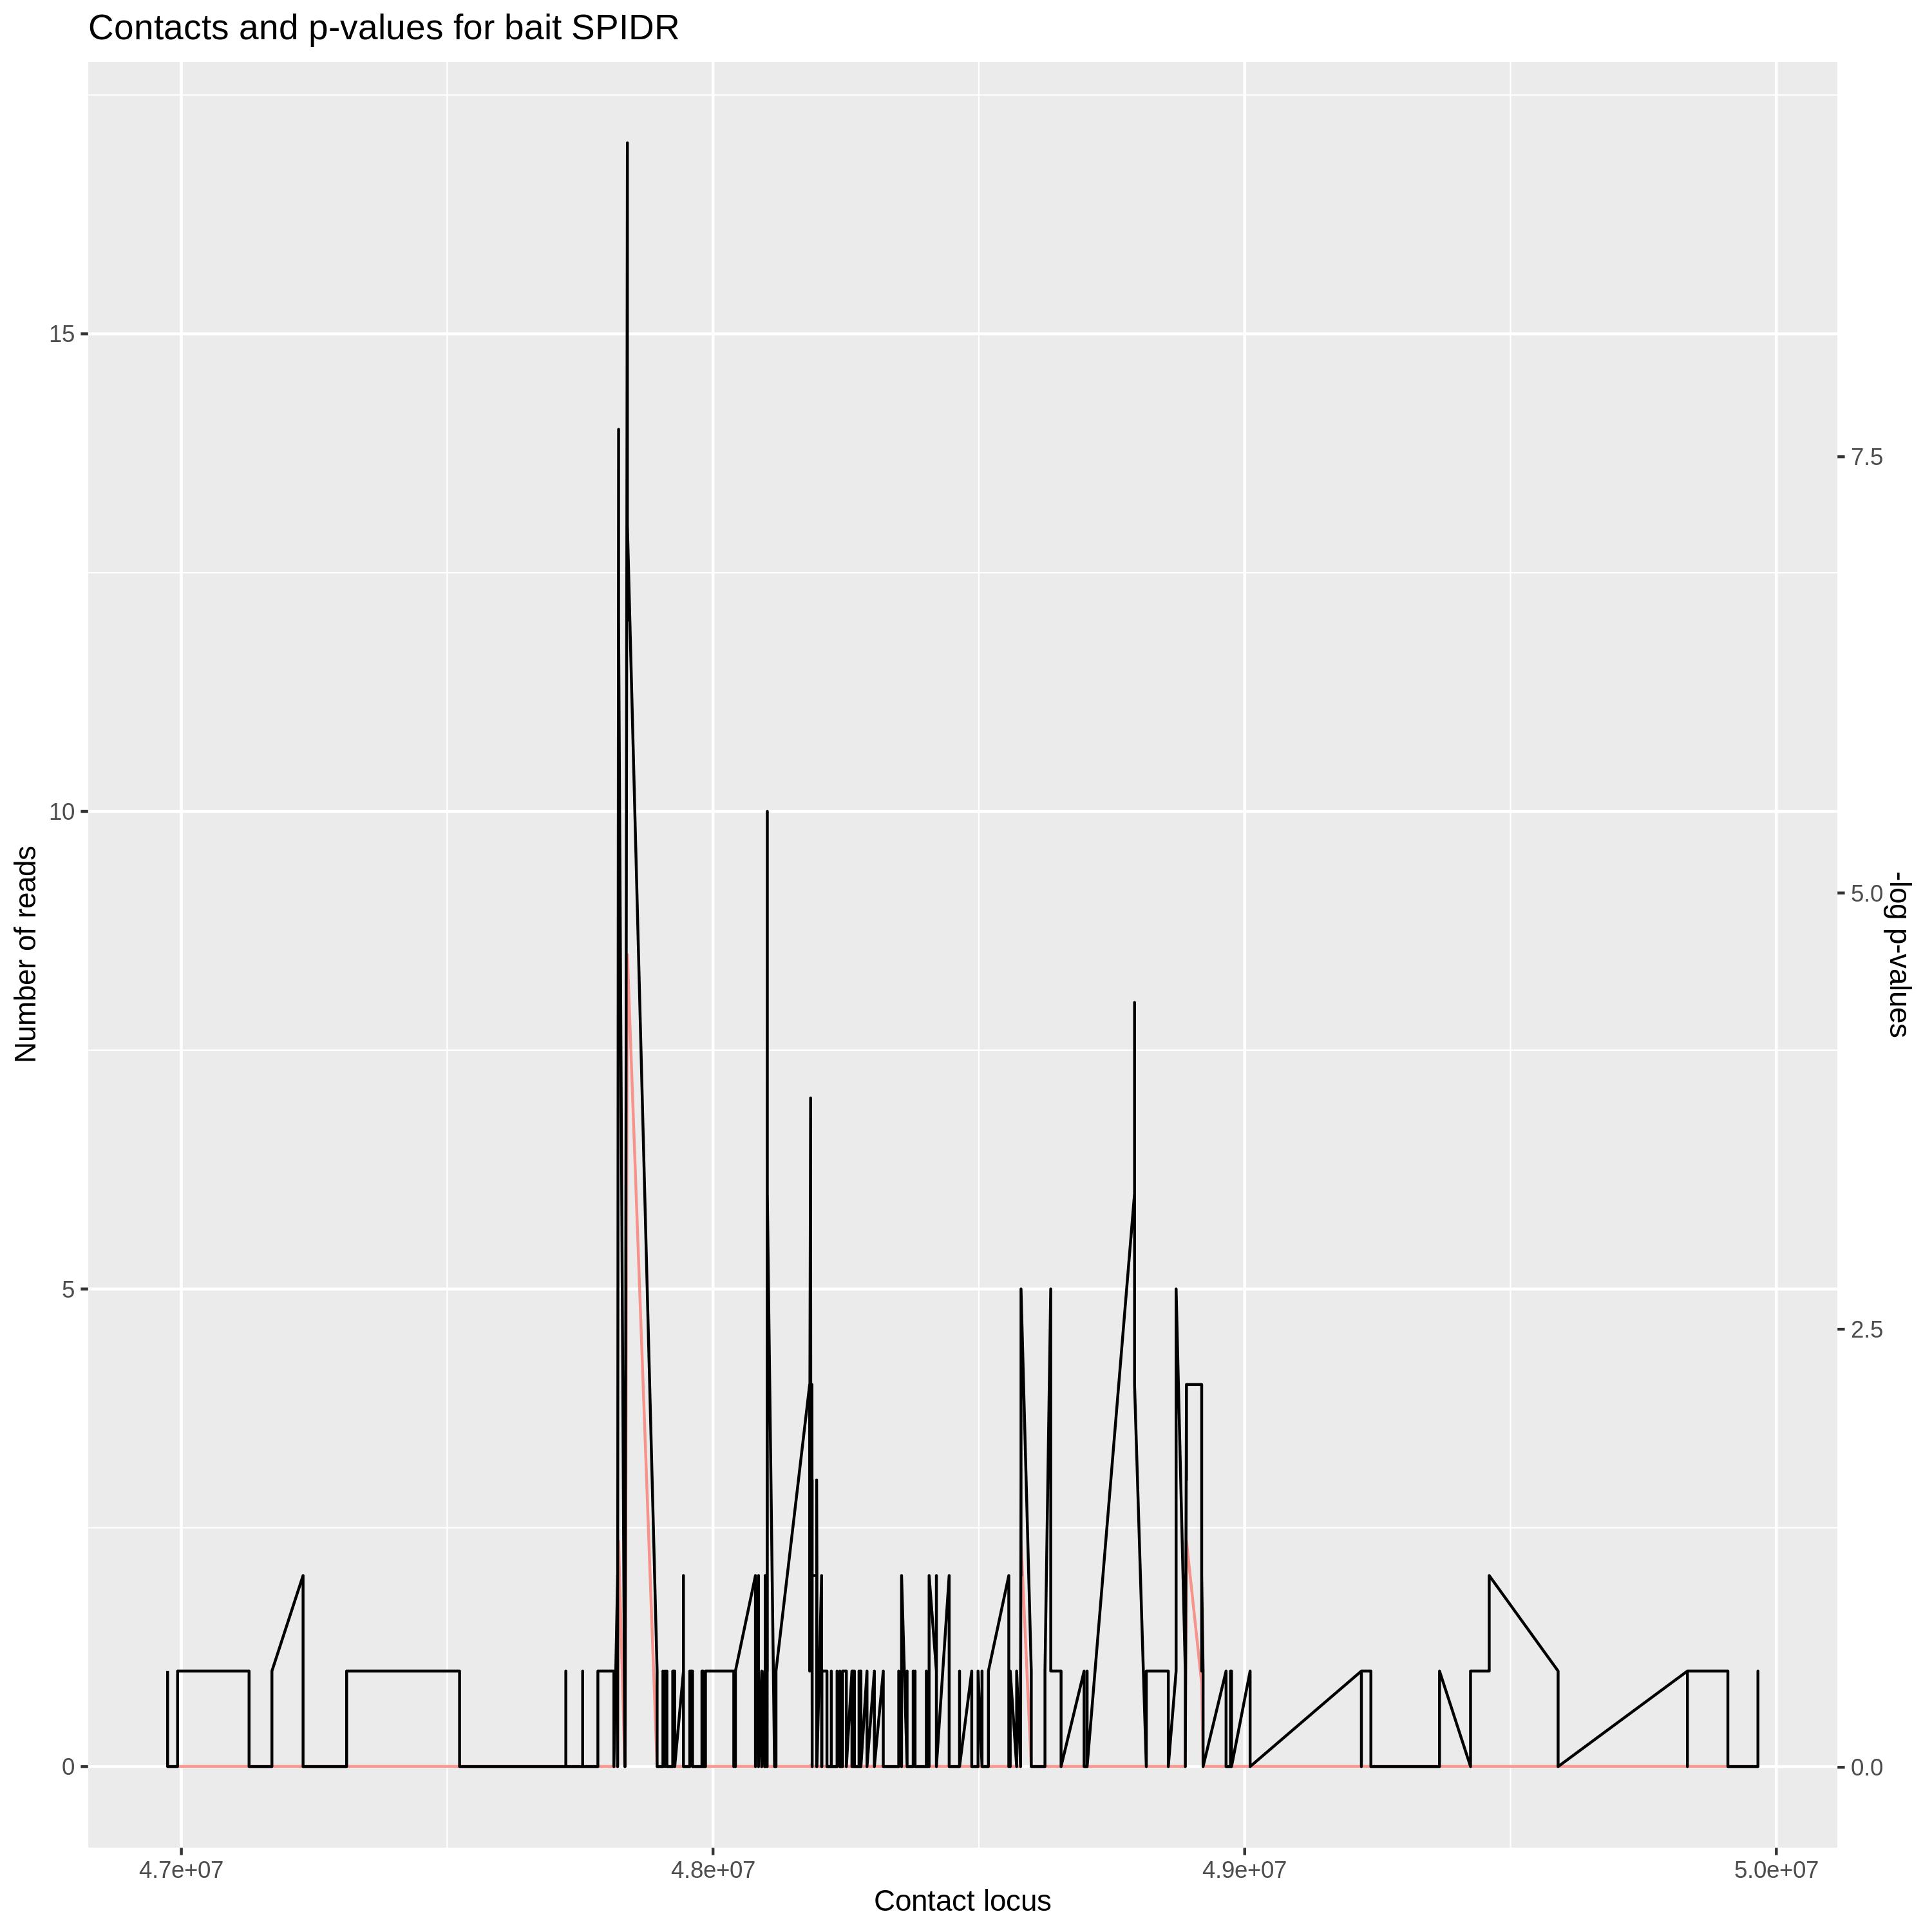 Contacts and p-values for bait SPIDR
15
10
5
0
Number of reads
7.5
5.0
2.5
0.0
-log p-values
4.7e+07 4.8e+07 4.9e+07 5.0e+07
Contact locus